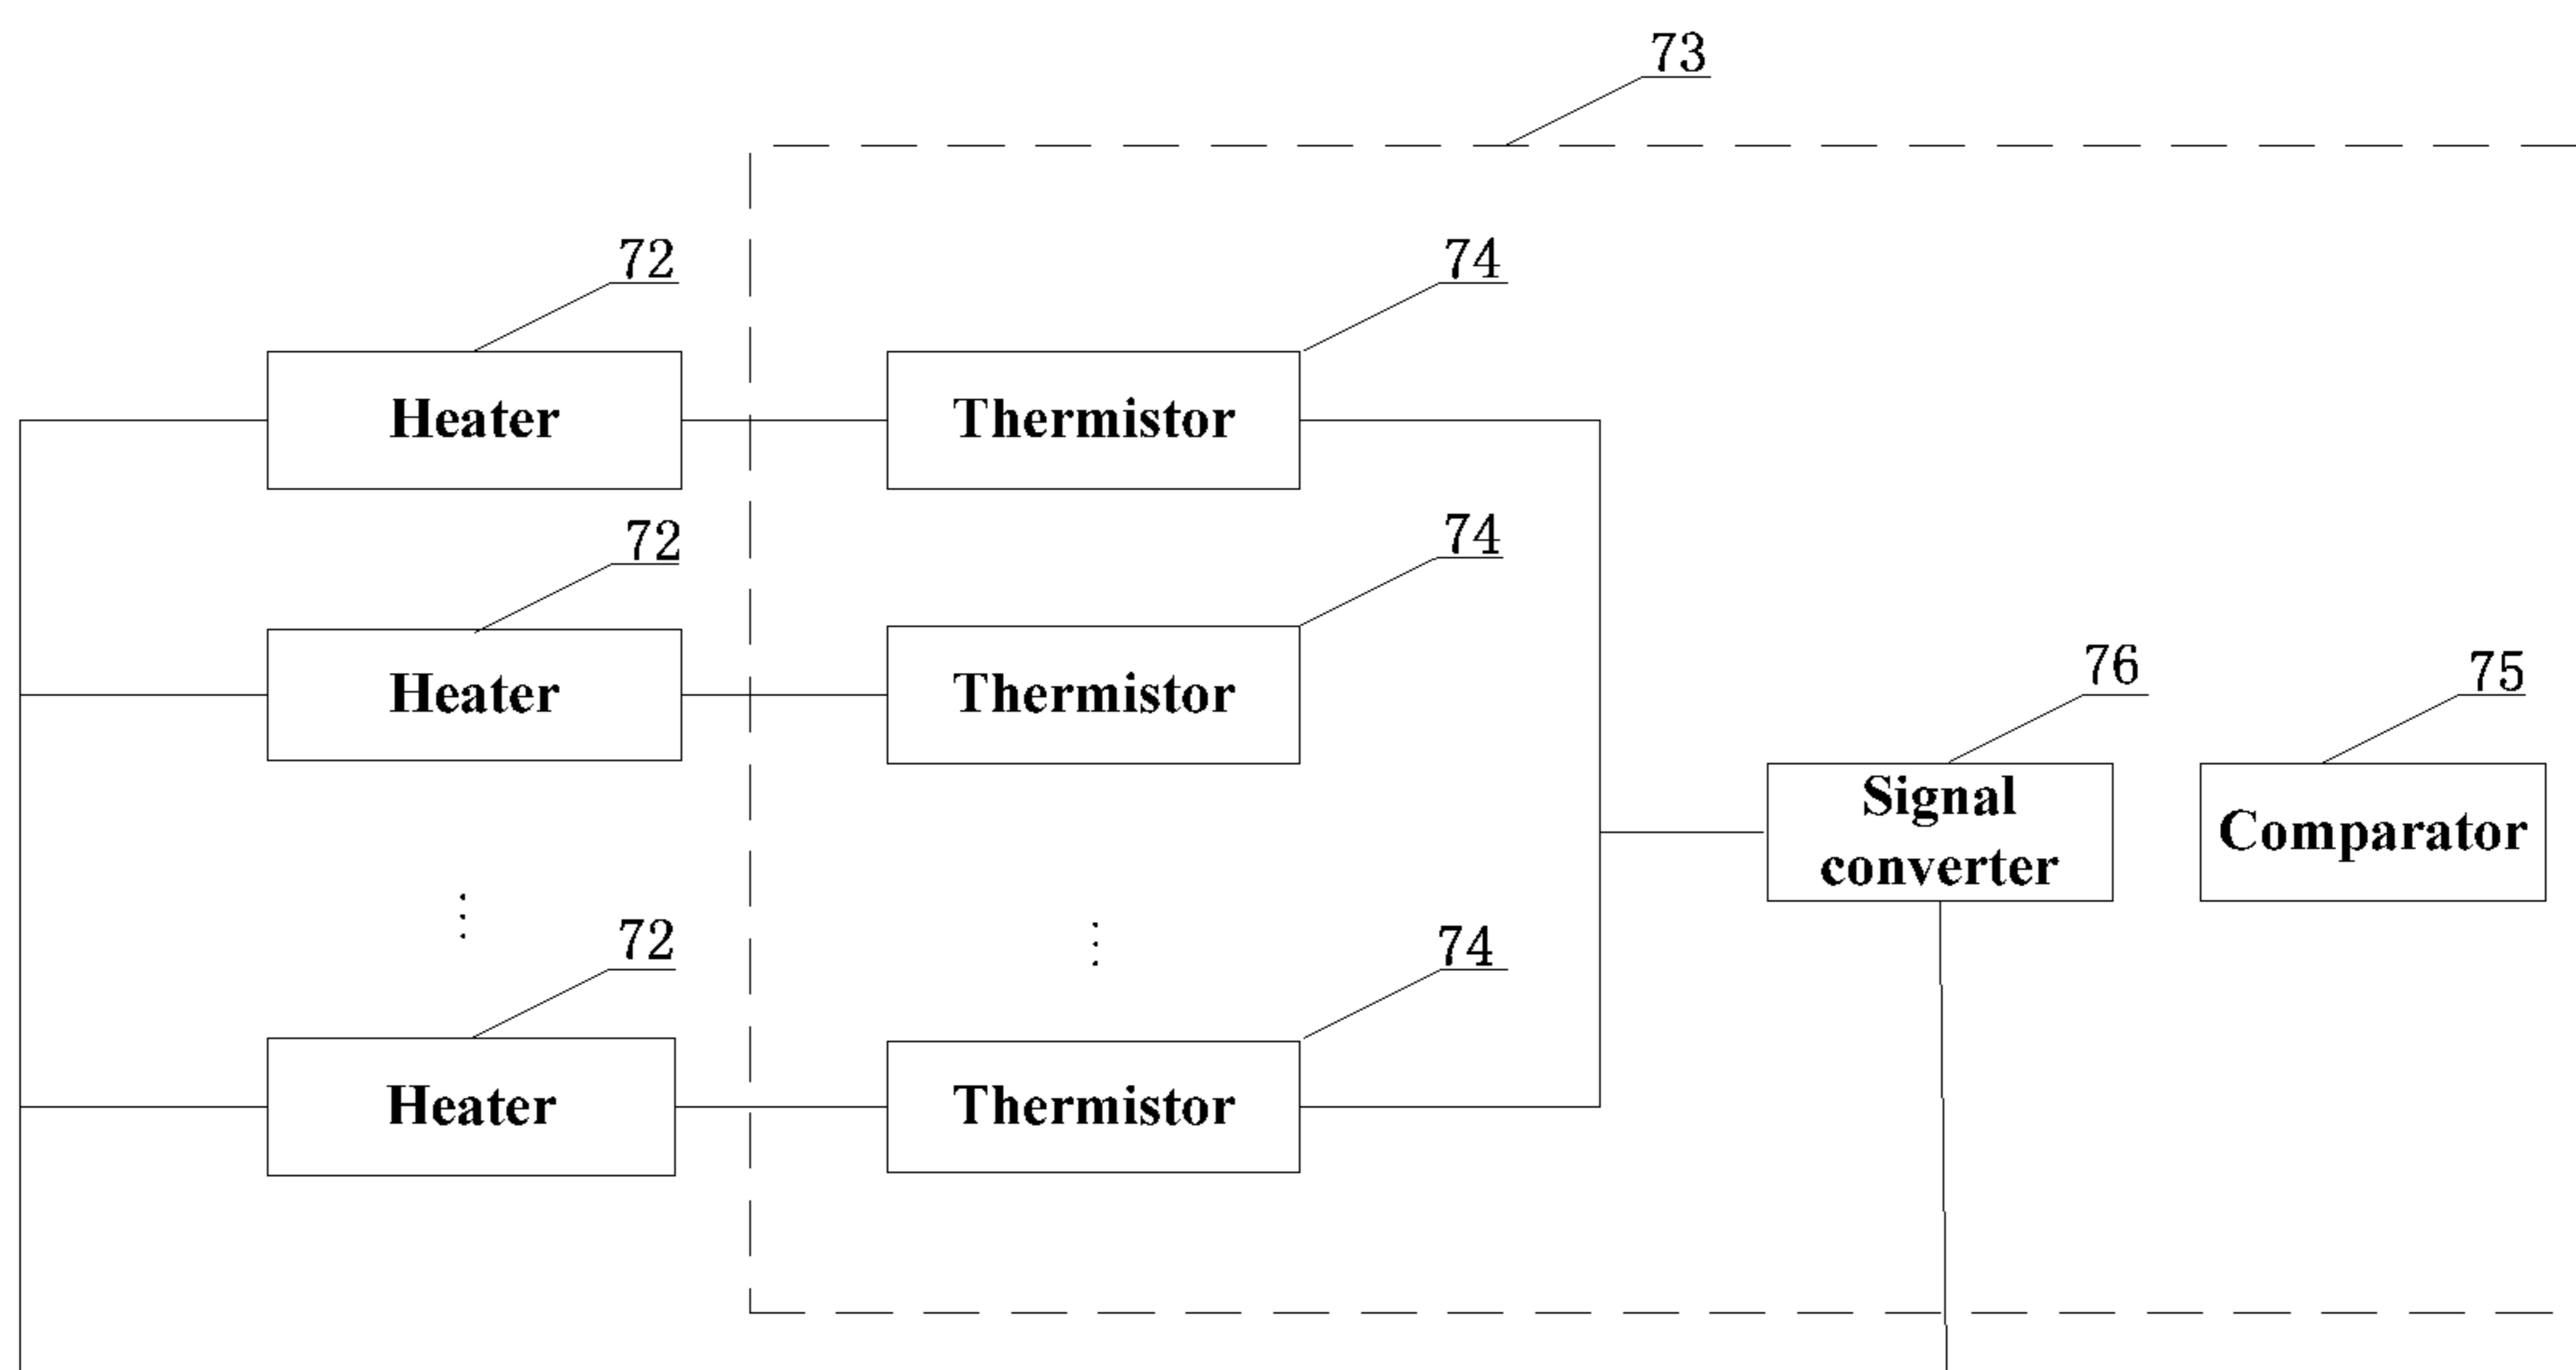 73
72
74
Heater
Thermistor
72
74
Heater
Thermistor
76
75
Signal
converter
Comparator
72
74
Heater
Thermistor